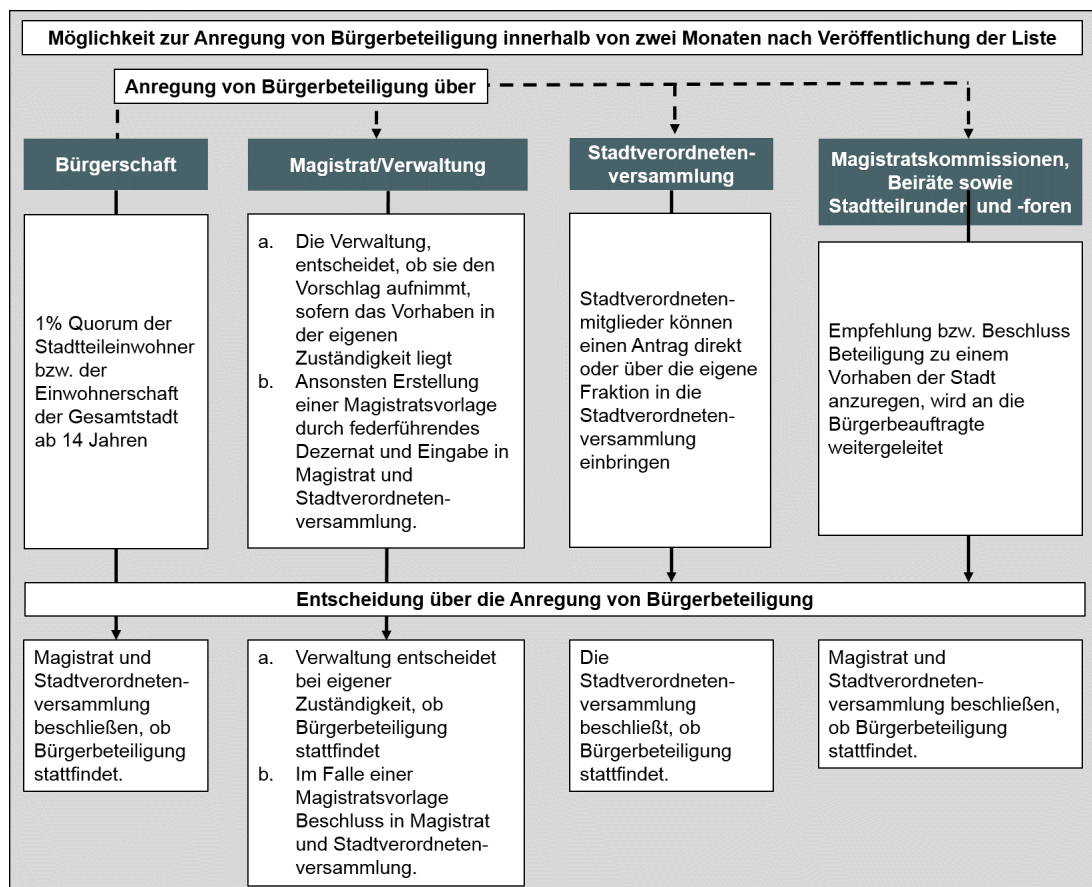 Möglichkeit zur Anregung von Bürgerbeteiligung innerhalb von zwei Monaten nach Veröffentlichung der Liste
Anregung von Bürgerbeteiligung über
Bürgerschaft
1% Quorum der
Stadtteileinwohner
bzw. der
Einwohnerschaft
der Gesamtstadt
ab 14 Jahren
Magistrat/Verwaltung
a. Die Verwaltung,
entscheidet, ob sie den
Vorschlag aufnimmt,
sofern das Vorhaben in
der eigenen
Zuständigkeit liegt
b. Ansonsten Erstellung
einer Magistratsvorlage
durch federführendes
Dezernat und Eingabe in
Magistrat und
Stadtverordneten-
versammlung.
Stadtverordneten-
versammlung
Stadtverordneten-
mitglieder können
einen Antrag direkt
oder über die eigene
Fraktion in die
Stadtverordneten-
versammlung
einbringen
Magistratskommissionen,
Beiräte sowie
Stadtteilrunden und -foren
Empfehlung bzw. Beschluss
Beteiligung zu einem
Vorhaben der Stadt
anzuregen, wird an die
Bürgerbeauftragte
weitergeleitet
Entscheidung über die Anregung von Bürgerbeteiligung
Magistrat und
Stadtverordneten-
versammlung
beschließen, ob
Bürgerbeteiligung
stattfindet.
a. Verwaltung entscheidet
bei eigener
Zuständigkeit, ob
Bürgerbeteiligung
stattfindet
b. Im Falle einer
Magistratsvorlage
Beschluss in Magistrat
und Stadtverordneten-
versammlung.
Die
Stadtverordneten-
versammlung
beschließt, ob
Bürgerbeteiligung
stattfindet.
Magistrat und
Stadtverordneten-
versammlung beschließen,
ob Bürgerbeteiligung
stattfindet.